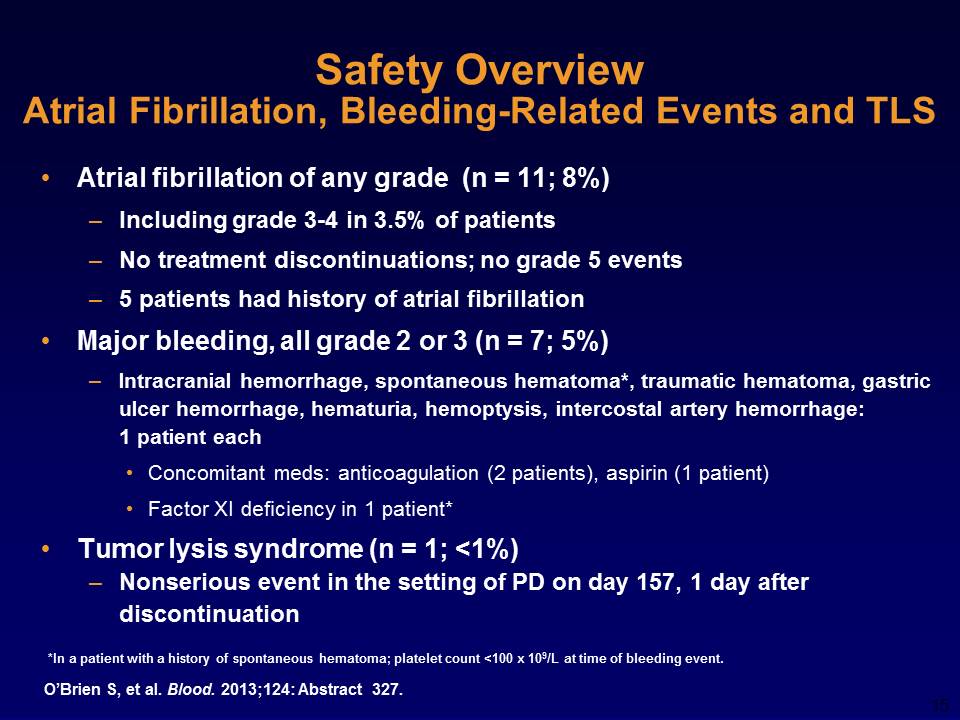 Safety Overview
Atrial Fibrillation, Bleeding-Related Events and TLS
• Atrial fibrillation of any grade (n = 11; 8%)
– Including grade 3-4 in 3.5% of patients
– No treatment discontinuations; no grade 5 events
– 5 patients had history of atrial fibrillation
• Major bleeding, all grade 2 or 3 (n = 7; 5%)
– Intracranial hemorrhage, spontaneous hematoma*, traumatic hematoma, gastric
ulcer hemorrhage, hematuria, hemoptysis, intercostal artery hemorrhage:
1 patient each
• Concomitant meds: anticoagulation (2 patients), aspirin (1 patient)
• Factor XI deficiency in 1 patient*
• Tumor lysis syndrome (n = 1; <1%)
– Nonserious event in the setting of PD on day 157, 1 day after
discontinuation
*In a patient with a history of spontaneous hematoma; platelet count <100 x 10⁹/L at time of bleeding event.
O’Brien S, et al. Blood. 2013;124: Abstract 327.